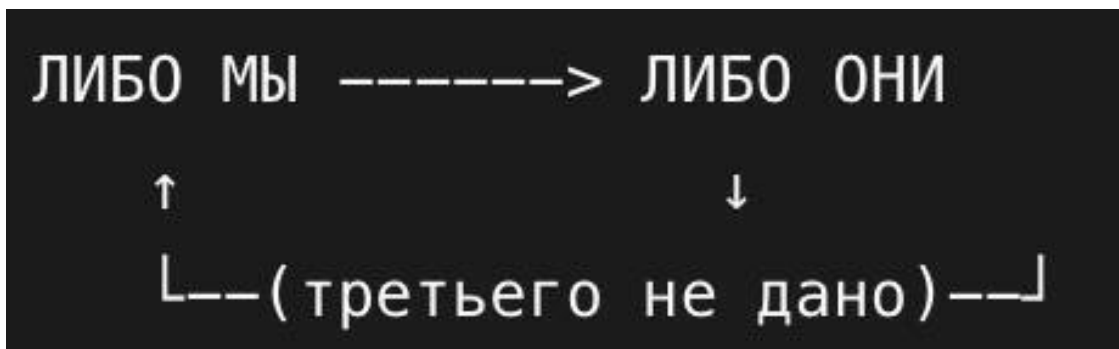 ЛИБО МЫ ------> ЛИБО ОНИ
↑ ↓
└--(третьего не дано)--┘